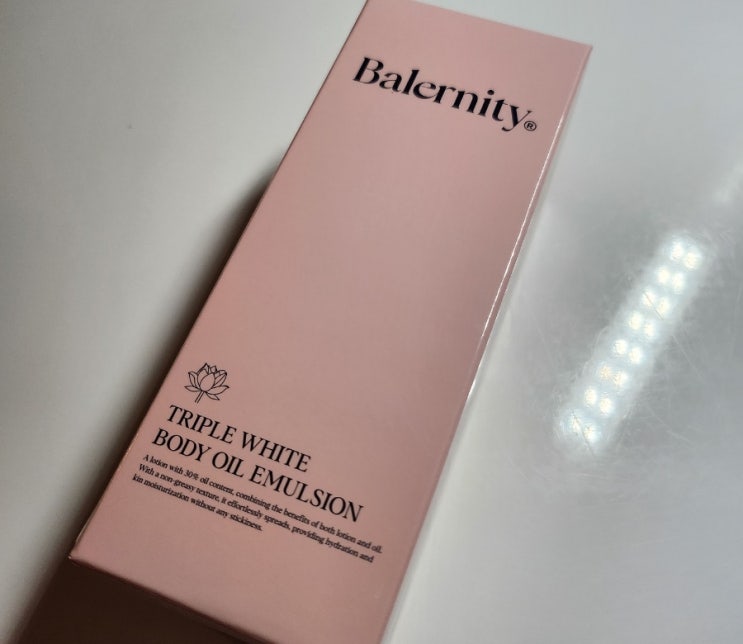 Balernity®
TRIPLE WHITE
BODY OIL EMULSION
A lotion with 30% oil content, combining the benefits of both lotion and oil.
With a non-greasy texture, it effortlessly spreads, providing hydration and
kin moisturization without any stickiness.